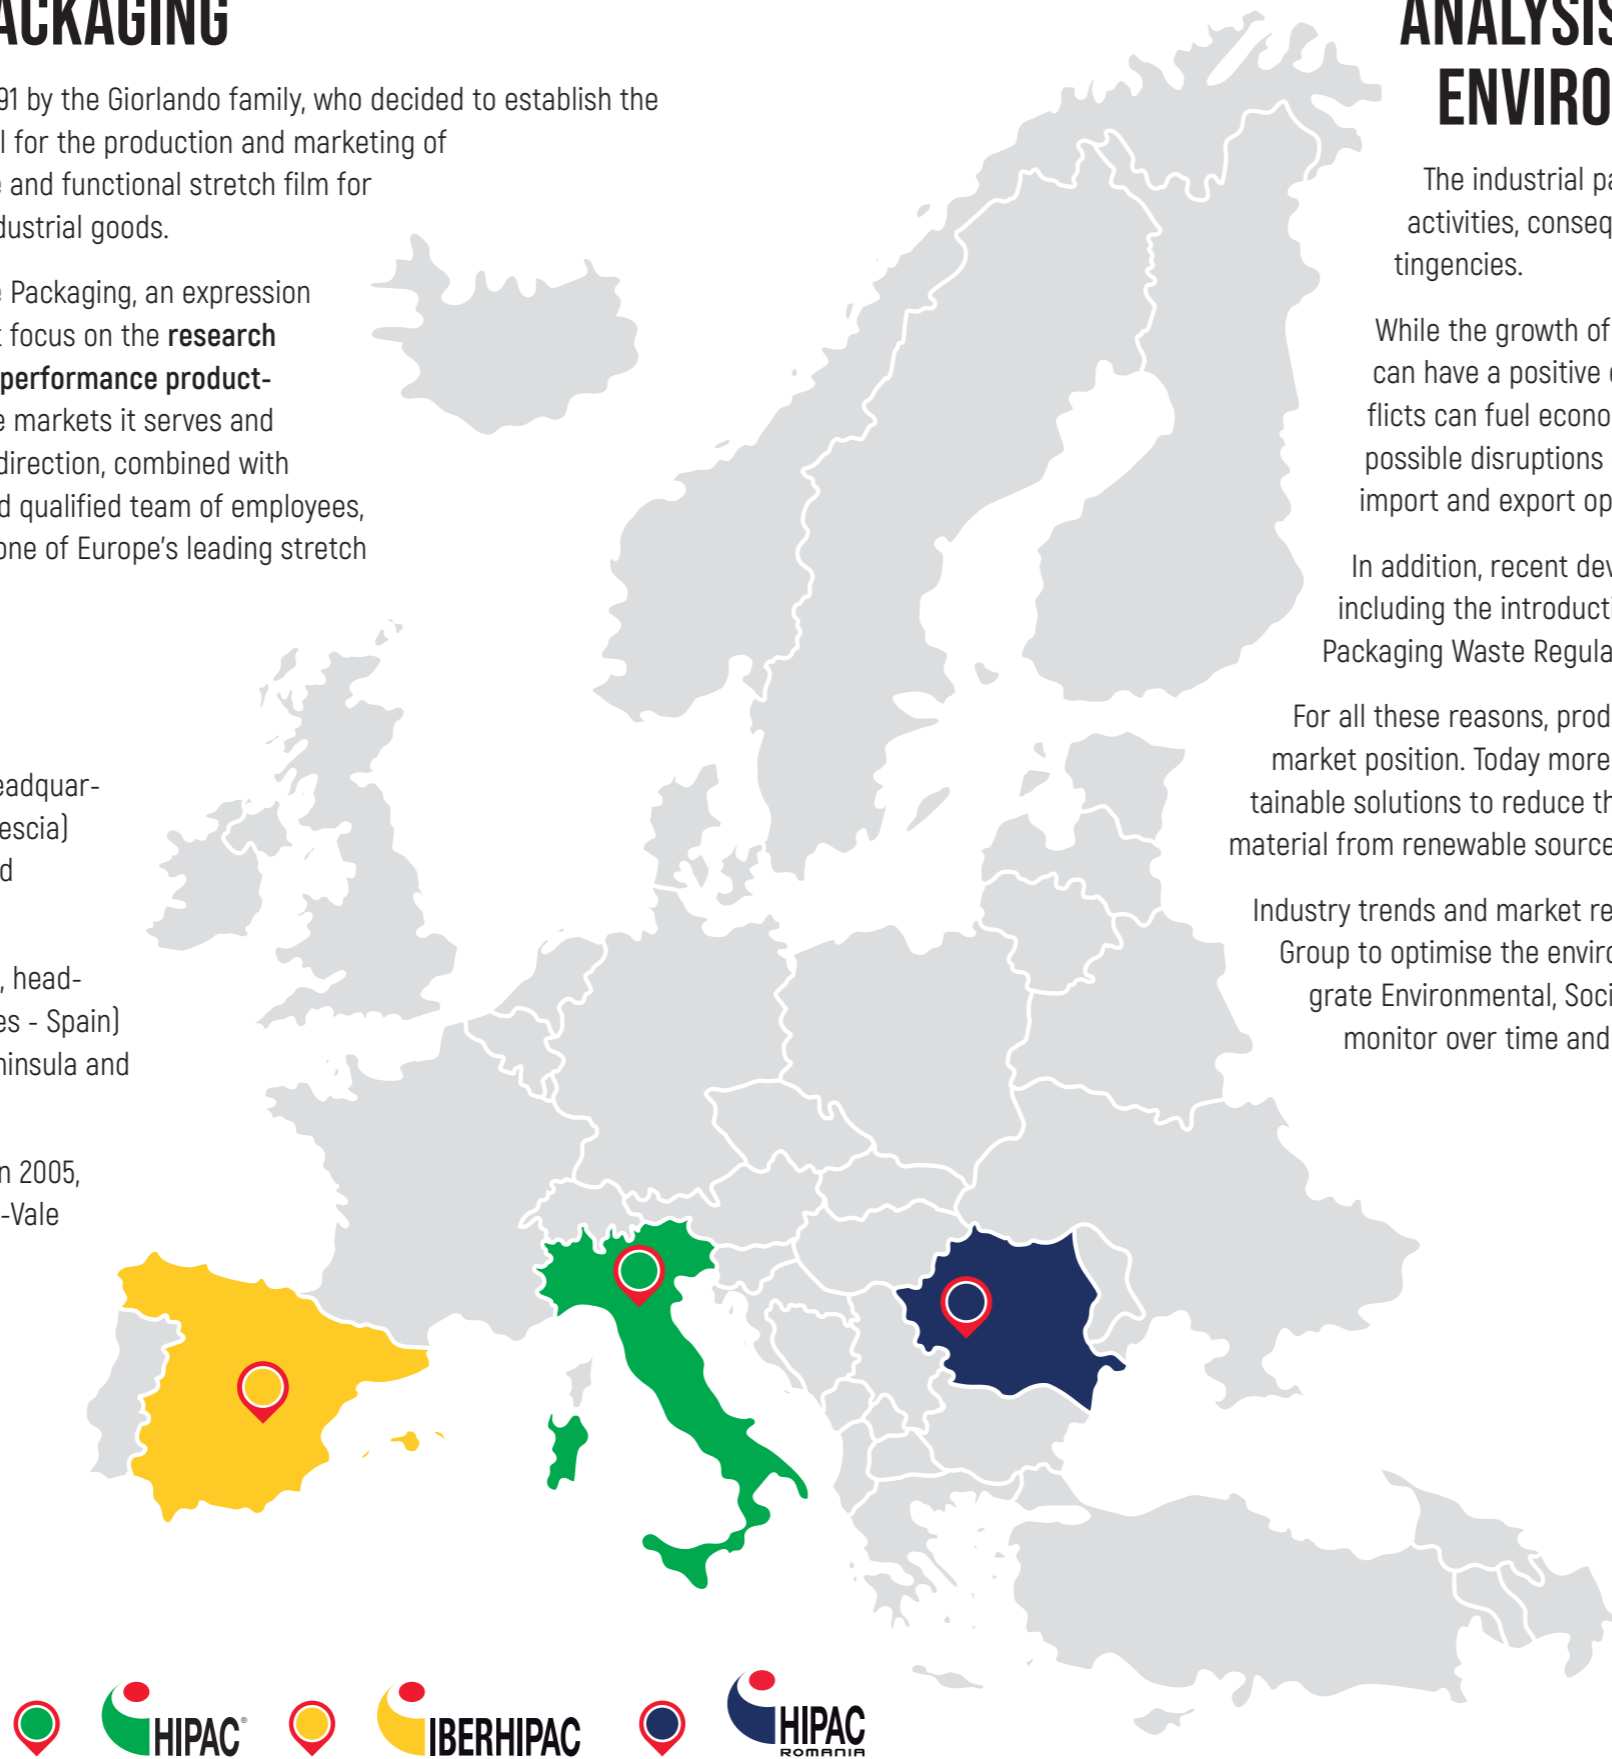 ACKAGING
91 by the Giorlando family, who decided to establish the
l for the production and marketing of
e and functional stretch film for
dustrial goods.
e Packaging, an expression
t focus on the research
performance product-
e markets it serves and
direction, combined with
d qualified team of employees,
one of Europe's leading stretch
eadquar-
escia)
d
, head-
es - Spain)
ninsula and
n 2005,
-Vale
ANALYSIS
ENVIRO
The industrial pa
activities, conseq
tingencies.
While the growth of
can have a positive
flicts can fuel econo
possible disruptions
import and export op
In addition, recent dev
including the introducti
Packaging Waste Regula
For all these reasons, prod
market position. Today more
tainable solutions to reduce th
material from renewable source
Industry trends and market re
Group to optimise the enviro
grate Environmental, Soci
monitor over time and
HIPAC®
IBERHIPAC
HIPAC
ROMANIA